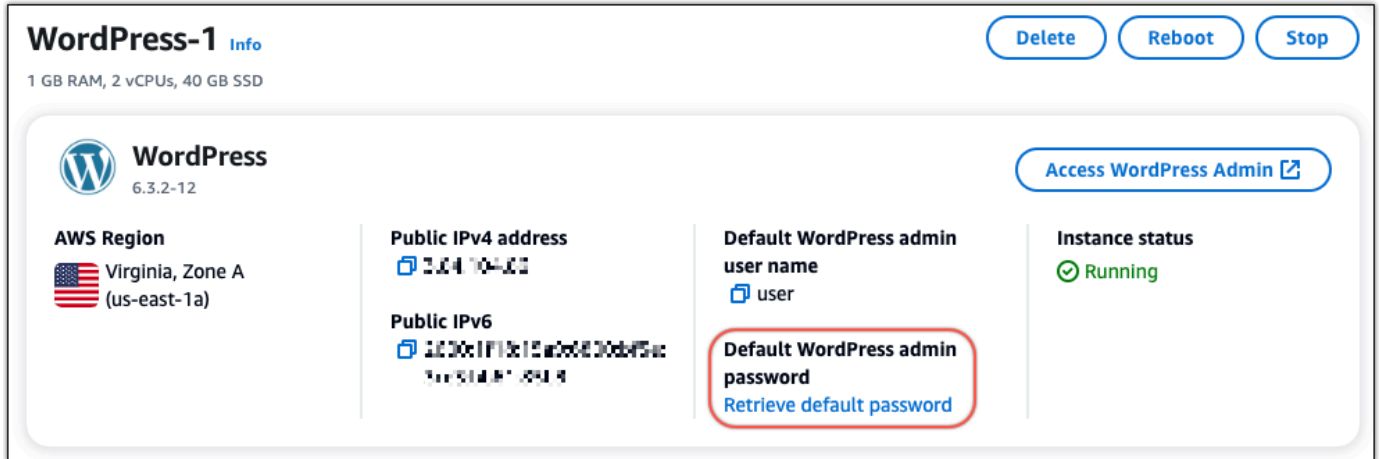 WordPress-1 Info
Delete
Reboot
Stop
1 GB RAM, 2 vCPUs, 40 GB SSD
WordPress
6.3.2-12
Access WordPress Admin
AWS Region
Virginia, Zone A
(us-east-1a)
Public IPv4 address
Public IPv6
Default WordPress admin
user name
user
Default WordPress admin
password
Retrieve default password
Instance status
Running